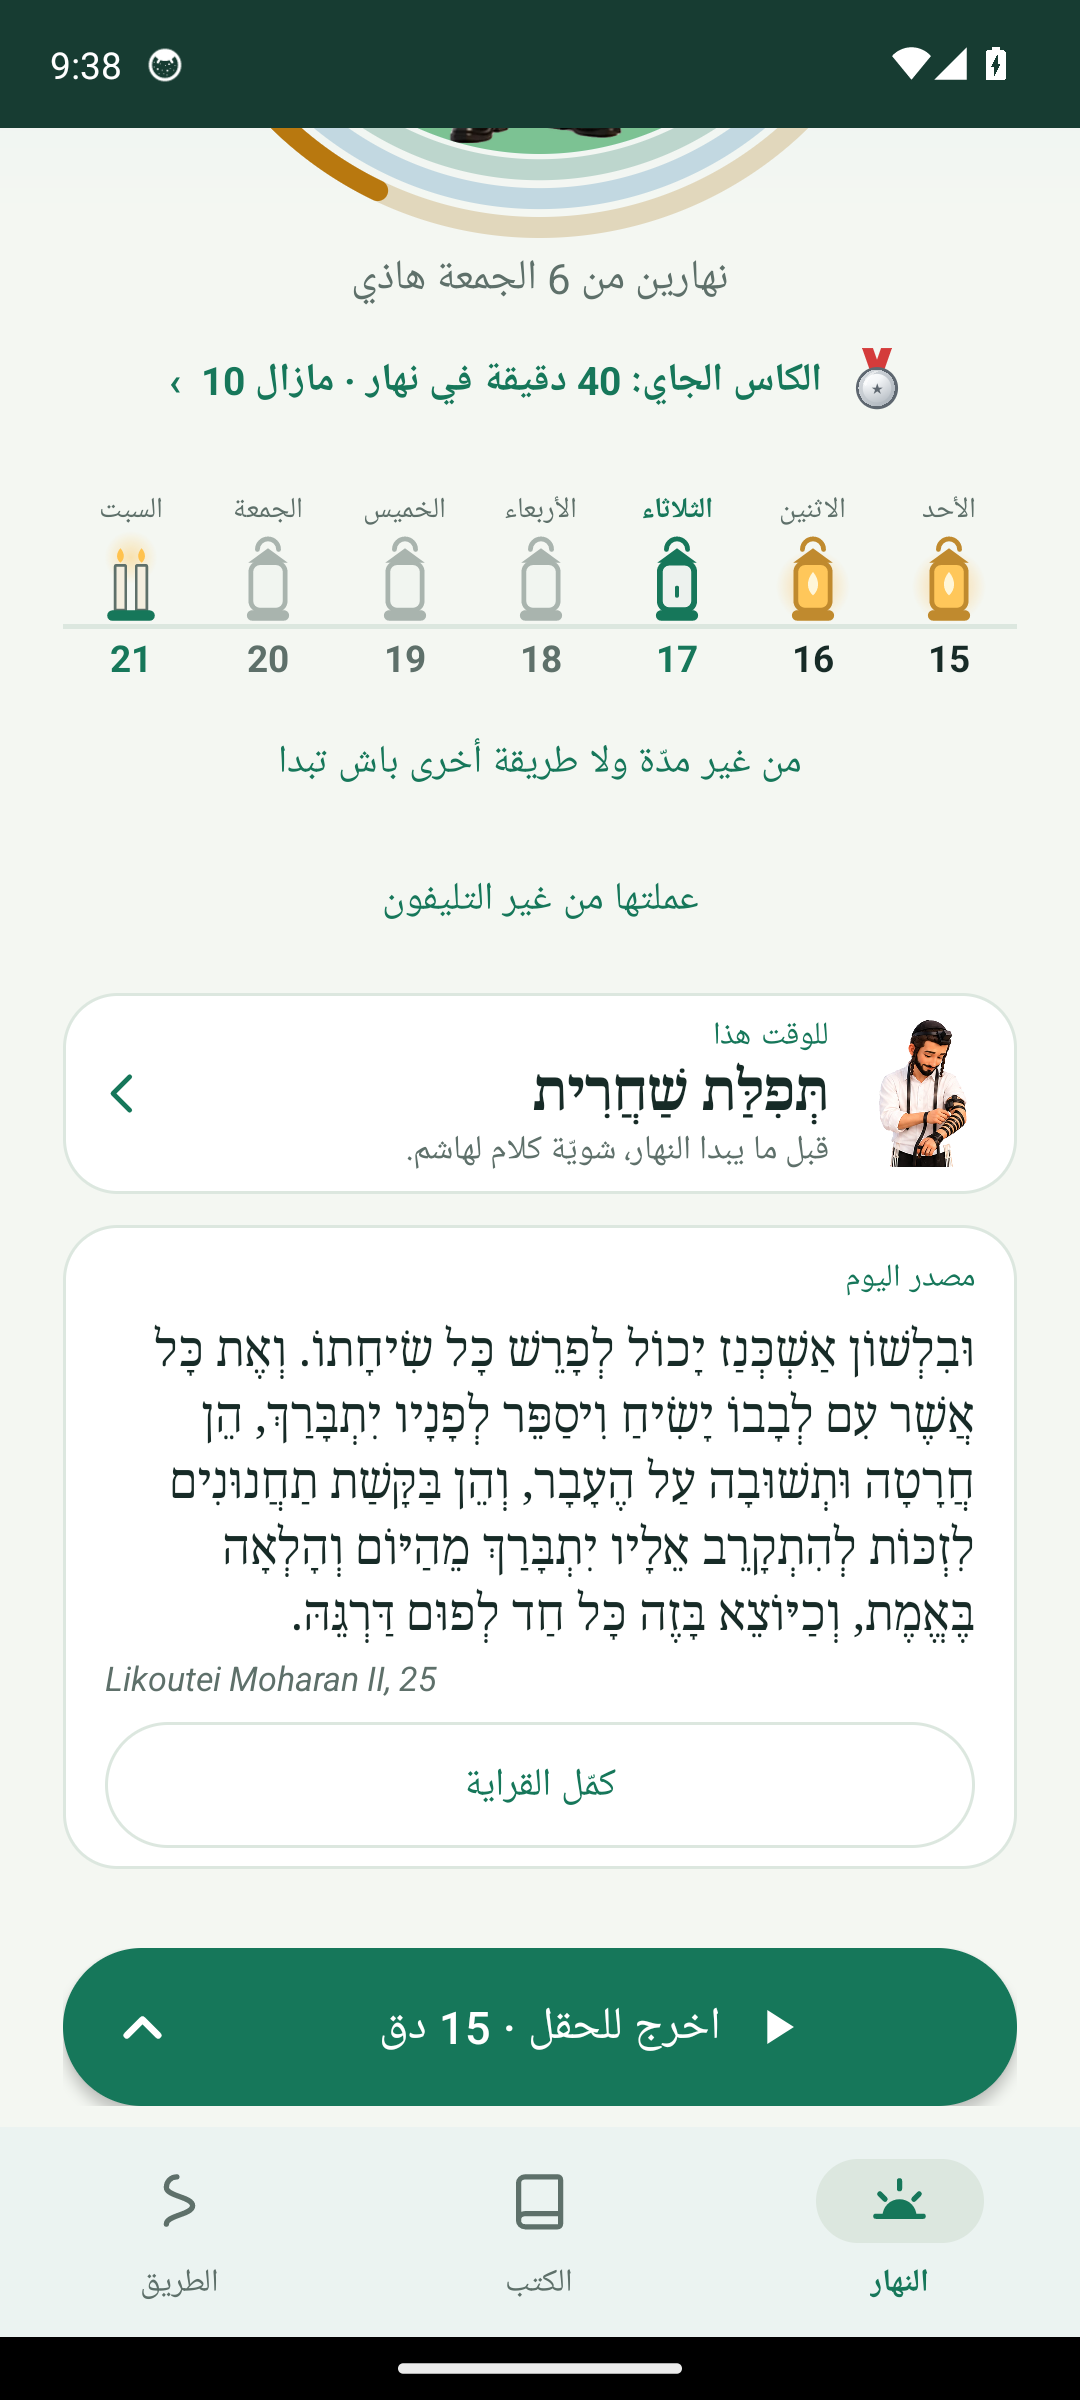 9:38
نهارين من 6 الجمعة هاذي
الكاس الجاي: 40 دقيقة في نهار · مازال 10 ›
الأحد الاثنين الثلاثاء الأربعاء الخميس الجمعة السبت
15 16 17 18 19 20 21
من غير مدّة ولا طريقة أخرى باش تبدا
عملتها من غير التليفون
للوقت هذا
תְּפִלַּת שַׁחֲרִית
قبل ما يبدا النهار، شويّة كلام لهاشم.
مصدر اليوم
וּבִלְשׁוֹן אַשְׁכְּנַז יָכוֹל לְפָרֵשׁ כָּל שִׂיחָתוֹ. וְאֶת כָּל
אֲשֶׁר עִם לְבָבוֹ יָשִׂיחַ וִיסַפֵּר לְפָנָיו יִתְבָּרַךְ, הֵן
חֲרָטָה וּתְשׁוּבָה עַל הֶעָבָר, וְהֵן בַּקָּשַׁת תַּחֲנוּנִים
לִזְכּוֹת לְהִתְקָרֵב אֵלָיו יִתְבָּרַךְ מֵהַיּוֹם וְהָלְאָה
בֶּאֱמֶת, וְכַיּוֹצֵא בָּזֶה כָּל חַד לְפוּם דַּרְגֵּהּ.
Likoutei Moharan II, 25
كمّل القراية
اخرج للحقل · 15 دق
النهار الكتب الطريق